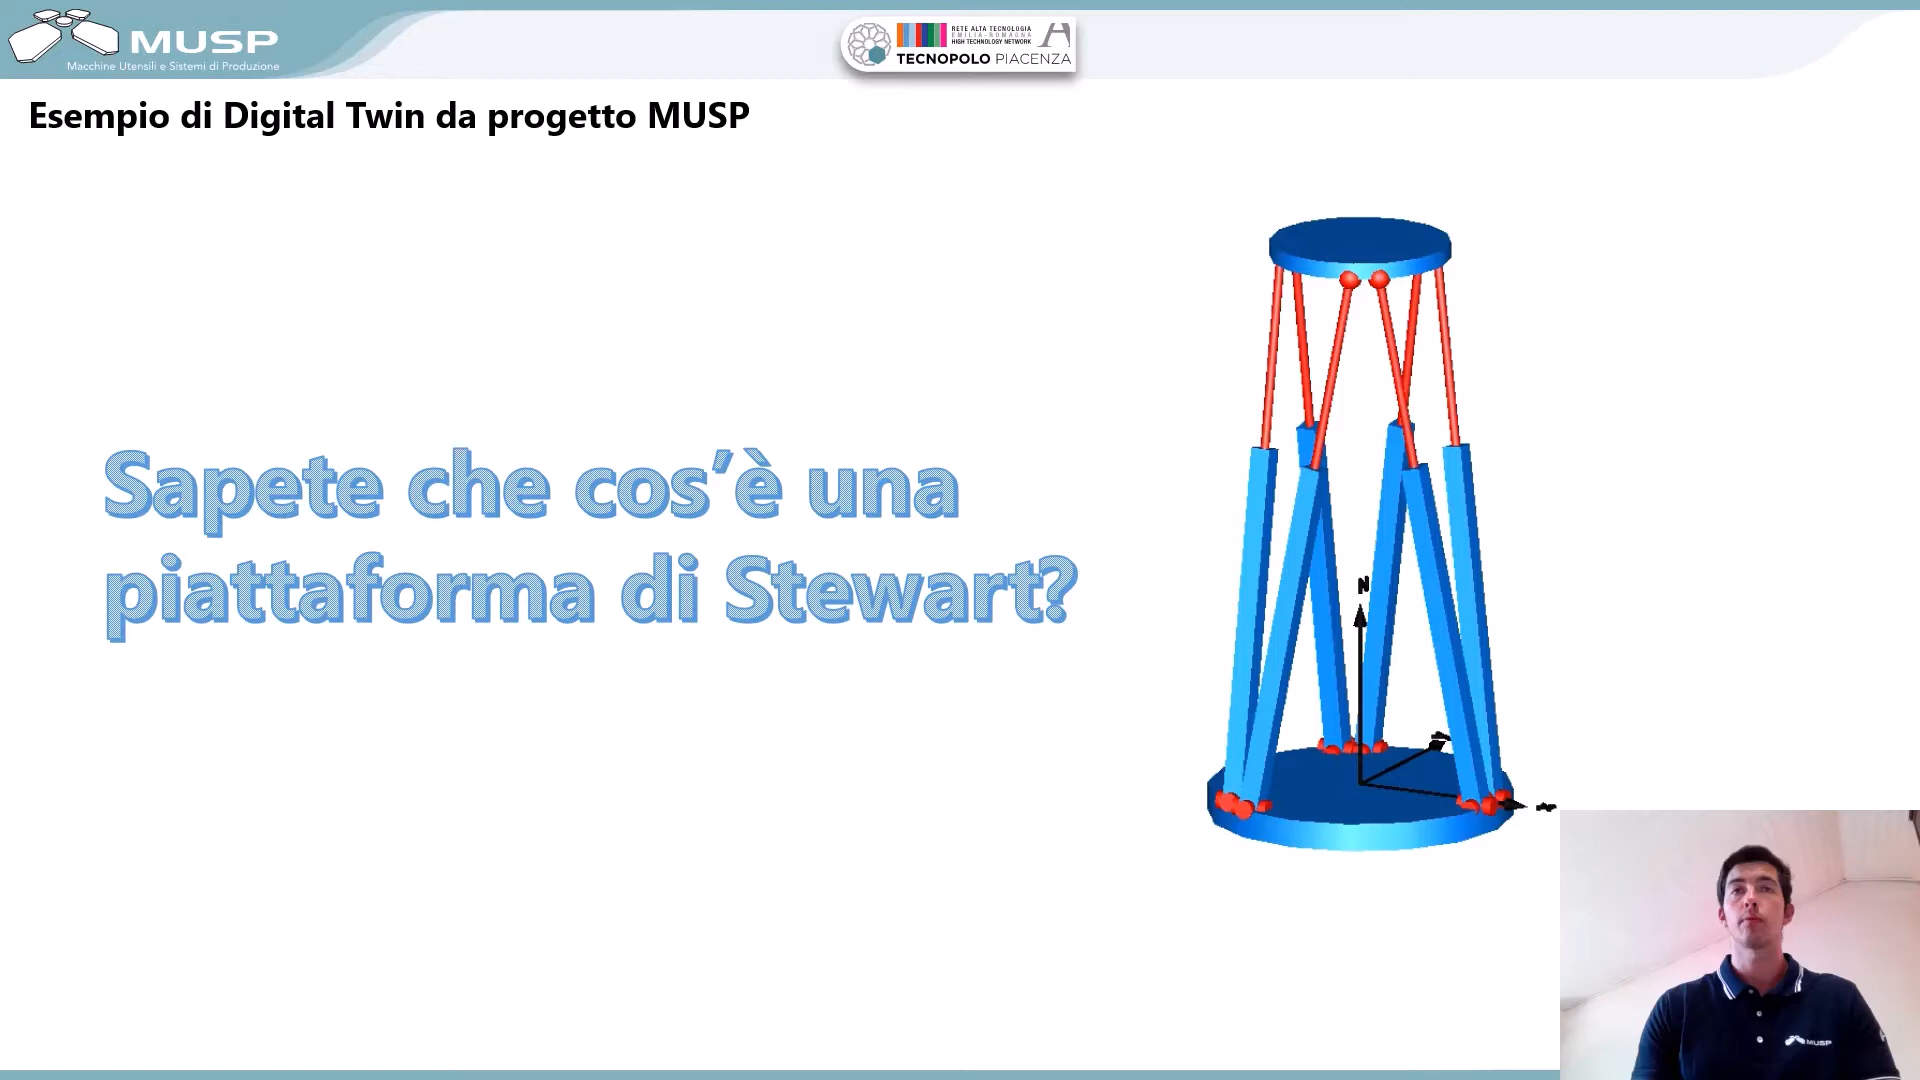 MUSP
Macchine Utensili e Sistemi di Produzione
RETE ALTA TECNOLOGIA
EMILIA-ROMAGNA
HIGH TECHNOLOGY NETWORK
TECNOPOLO PIACENZA
Esempio di Digital Twin da progetto MUSP
Sapete che cos’è una
piattaforma di Stewart?
MUSP